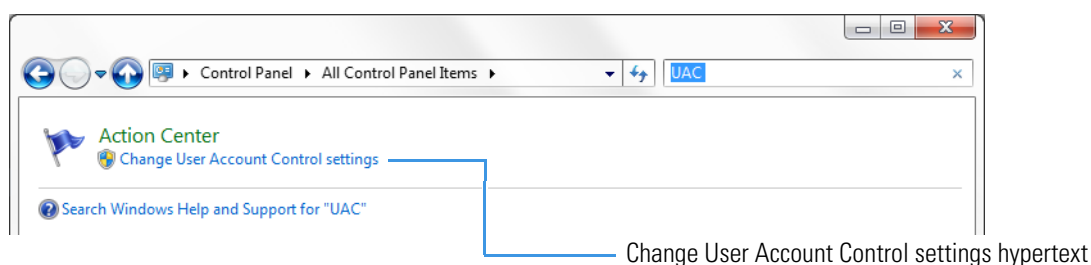 Control Panel All Control Panel Items UAC
Action Center
Change User Account Control settings
Search Windows Help and Support for "UAC"
Change User Account Control settings hypertext